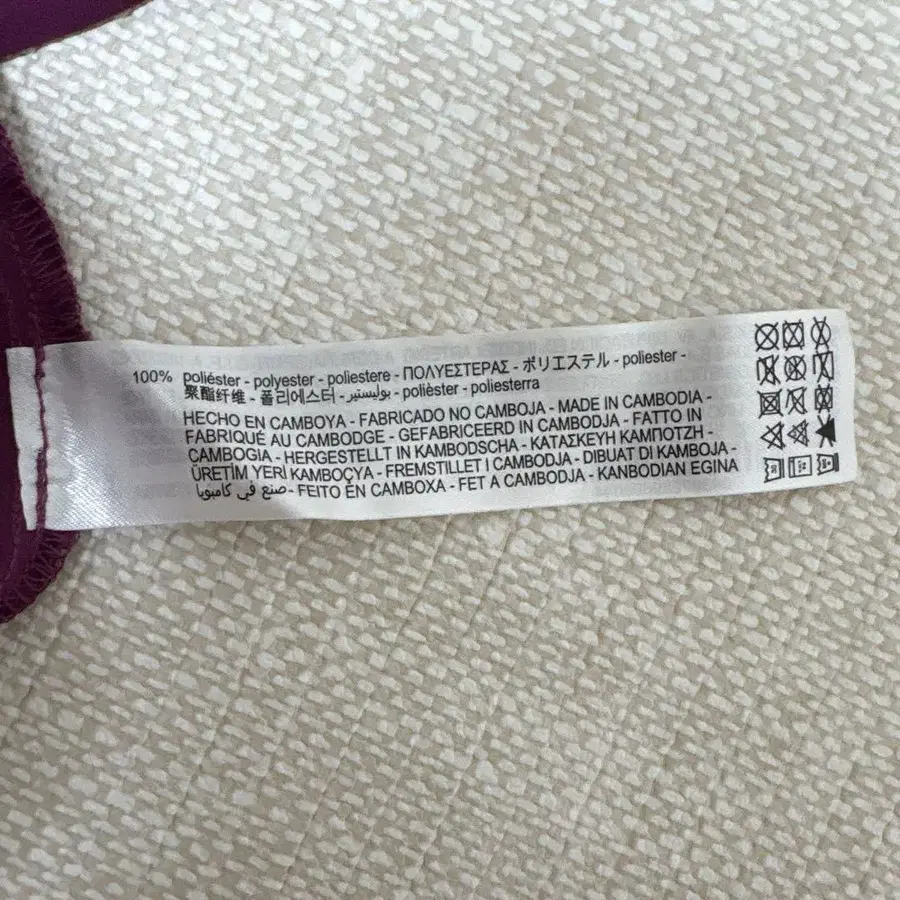 100% poliéster - polyester - poliestere - ΠΟΛΥΕΣΤΕΡΑΣ - ポリエステル - poliester -
聚酯纤维 - 폴리에스터 - بوليستير - polièster - poliesterra
HECHO EN CAMBOYA - FABRICADO NO CAMBOJA - MADE IN CAMBODIA -
FABRIQUÉ AU CAMBODGE - GEFABRICEERD IN CAMBODJA - FATTO IN
CAMBOGIA - HERGESTELLT IN KAMBODSCHA - ΚΑΤΑΣΚΕΥΗ ΚΑΜΠΟΤΖΗ -
ÜRETİM YERİ KAMBOÇYA - FREMSTILLET I CAMBODJA - DIBUAT DI KAMBOJA -
صنع في كامبويا - FEITO EN CAMBOXA - FET A CAMBODJA - KANBODIAN EGINA